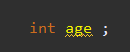 int age ;